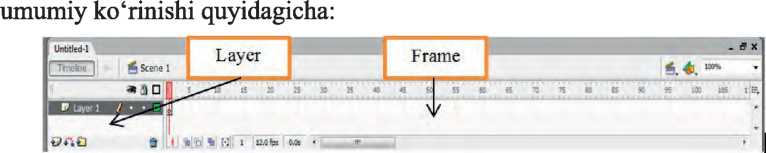 umumiy ko‘rinishi quyidagicha:
Untitled-1
Layer Frame
Timeline Scene 1 100%
5 10 15 20 25 30 35 40 45 50 55 60 65 70 75 80 85 90 95 100 105
Layer 1
1 12.0 fps 0.0s